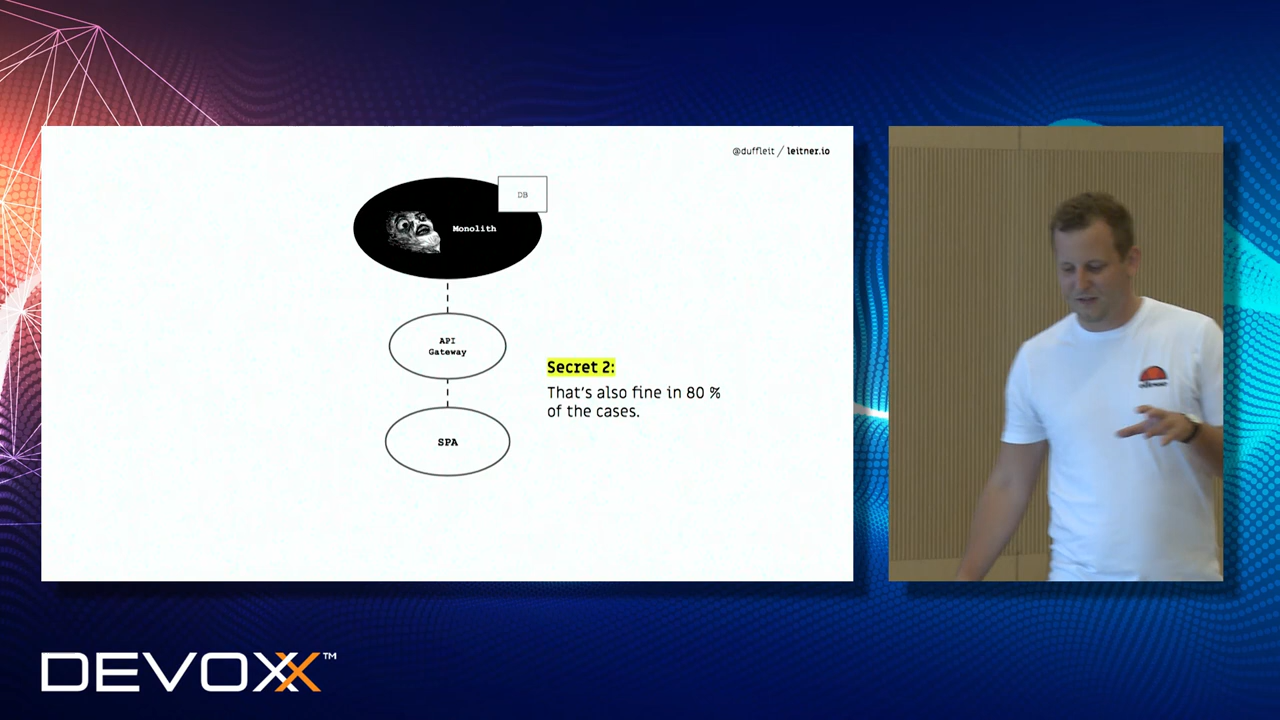 @duffleit / leitner.io
DB
Monolith
API
Gateway
Secret 2:
That's also fine in 80 %
of the cases.
SPA
DEVOXX™